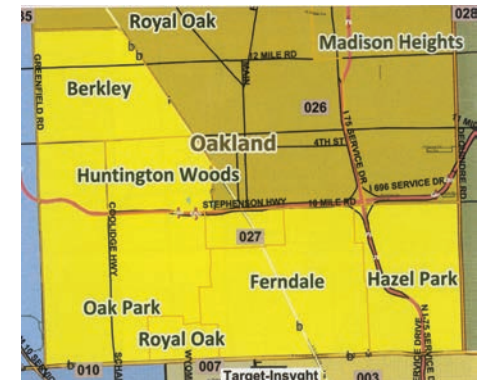 Royal Oak
028
Madison Heights
GREENFIELD RD
MAIN
12 MILE RD
Berkley
026
I 75 SERVICE DR
Oakland
4TH ST
DEQUINDRE RD
Huntington Woods
I 696 SERVICE DR
STEPHENSON HWY
10 MILE RD
COOLIDGE HWY
027
Ferndale
Hazel Park
Oak Park
Royal Oak
b
010
007
003
Target-Insyght